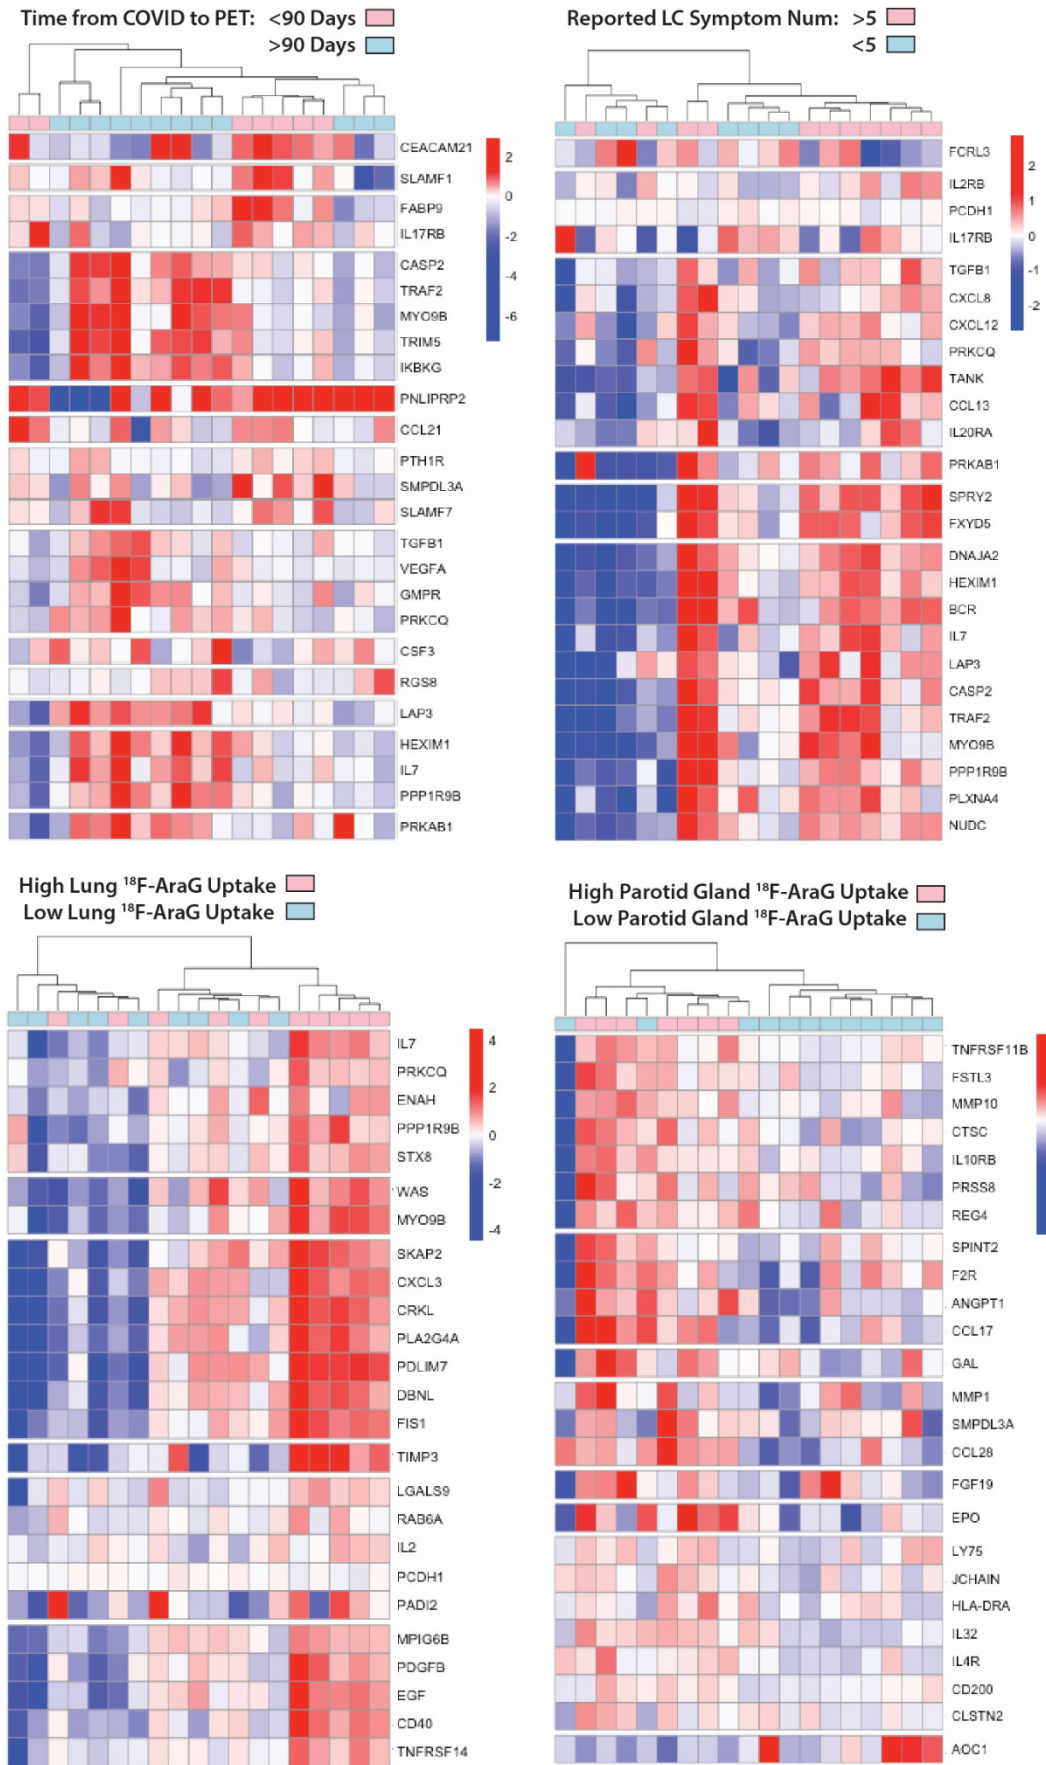 Time from COVID to PET: <90 Days
>90 Days
CEACAM21
SLAMF1
FABP9
IL17RB
CASP2
TRAF2
MYO9B
TRIM5
IKBKG
PNLIPRP2
CCL21
PTH1R
SMPDL3A
SLAMF7
TGFB1
VEGFA
GMPR
PRKCQ
CSF3
RGS8
LAP3
HEXIM1
IL7
PPP1R9B
PRKAB1
2
0
-2
-4
-6
Reported LC Symptom Num: >5
<5
FCRL3
IL2RB
PCDH1
IL17RB
TGFB1
CXCL8
CXCL12
PRKCQ
TANK
CCL13
IL20RA
PRKAB1
SPRY2
FXYD5
DNAJA2
HEXIM1
BCR
IL7
LAP3
CASP2
TRAF2
MYO9B
PPP1R9B
PLXNA4
NUDC
2
1
0
-1
-2
High Lung ¹⁸F-AraG Uptake
Low Lung ¹⁸F-AraG Uptake
IL7
PRKCQ
ENAH
PPP1R9B
STX8
WAS
MYO9B
SKAP2
CXCL3
CRKL
PLA2G4A
PDLIM7
DBNL
FIS1
TIMP3
LGALS9
RAB6A
IL2
PCDH1
PADI2
MPIG6B
PDGFB
EGF
CD40
TNFRSF14
4
2
0
-2
-4
High Parotid Gland ¹⁸F-AraG Uptake
Low Parotid Gland ¹⁸F-AraG Uptake
TNFRSF11B
FSTL3
MMP10
CTSC
IL10RB
PRSS8
REG4
SPINT2
F2R
ANGPT1
CCL17
GAL
MMP1
SMPDL3A
CCL28
FGF19
EPO
LY75
JCHAIN
HLA-DRA
IL32
IL4R
CD200
CLSTN2
AOC1